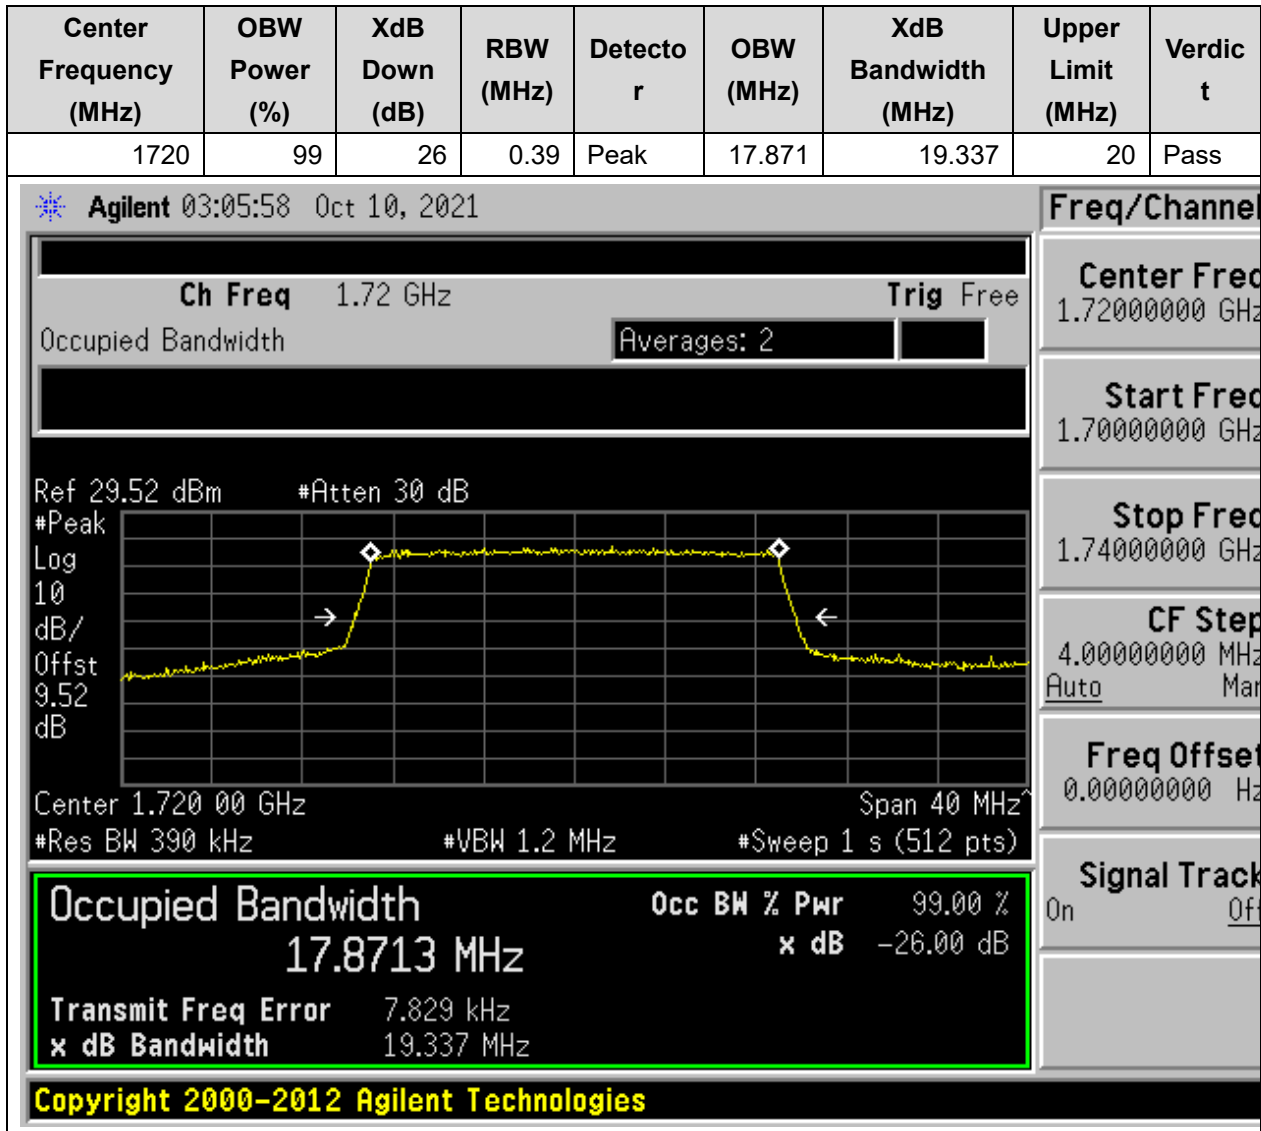 Center Frequency (MHz) OBW Power (%) XdB Down (dB) RBW (MHz) Detecto r OBW (MHz) XdB Bandwidth (MHz) Upper Limit (MHz) Verdic t
1720 99 26 0.39 Peak 17.871 19.337 20 Pass
Agilent 03:05:58 Oct 10, 2021
Ch Freq 1.72 GHz Trig Free
Occupied Bandwidth Averages: 2
Ref 29.52 dBm #Atten 30 dB
#Peak
Log
10
dB/
Offst
9.52
dB
Center 1.720 00 GHz Span 40 MHz^
#Res BW 390 kHz #VBW 1.2 MHz #Sweep 1 s (512 pts)
Occupied Bandwidth
17.8713 MHz
Occ BW % Pwr 99.00 %
x dB -26.00 dB
Transmit Freq Error 7.829 kHz
x dB Bandwidth 19.337 MHz
Copyright 2000-2012 Agilent Technologies
Freq/Channel
Center Freq
1.72000000 GHz
Start Freq
1.70000000 GHz
Stop Freq
1.74000000 GHz
CF Step
4.00000000 MHz
Auto Man
Freq Offset
0.00000000 Hz
Signal Track
On Off